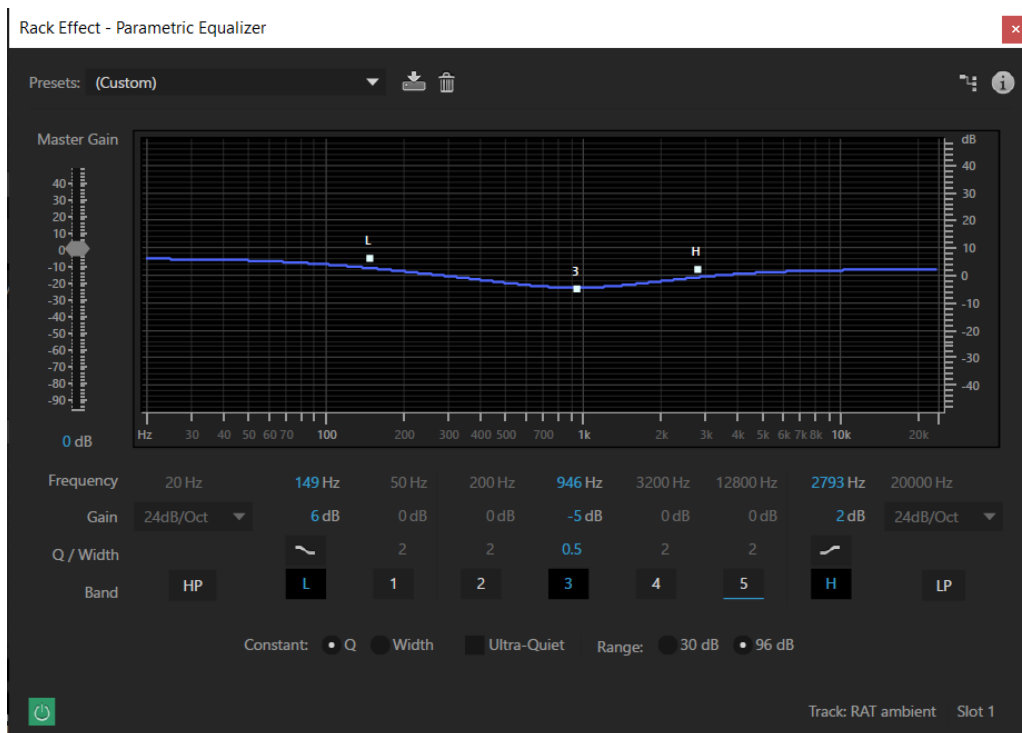 Rack Effect - Parametric Equalizer
×
Presets: (Custom)
i
Master Gain
dB
40
30
20
10
0
-10
-20
-30
-40
-50
-60
-70
-80
-90
0 dB
L
3
H
40
30
20
10
0
-10
-20
-30
-40
Hz 30 40 50 60 70 100 200 300 400 500 700 1k 2k 3k 4k 5k 6k 7k 8k 10k 20k
Frequency 20 Hz 149 Hz 50 Hz 200 Hz 946 Hz 3200 Hz 12800 Hz 2793 Hz 20000 Hz
Gain 24dB/Oct 6 dB 0 dB 0 dB -5 dB 0 dB 0 dB 2 dB 24dB/Oct
Q / Width 2 2 0.5 2 2
Band HP L 1 2 3 4 5 H LP
Constant: Q Width Ultra-Quiet Range: 30 dB 96 dB
Track: RAT ambient Slot 1